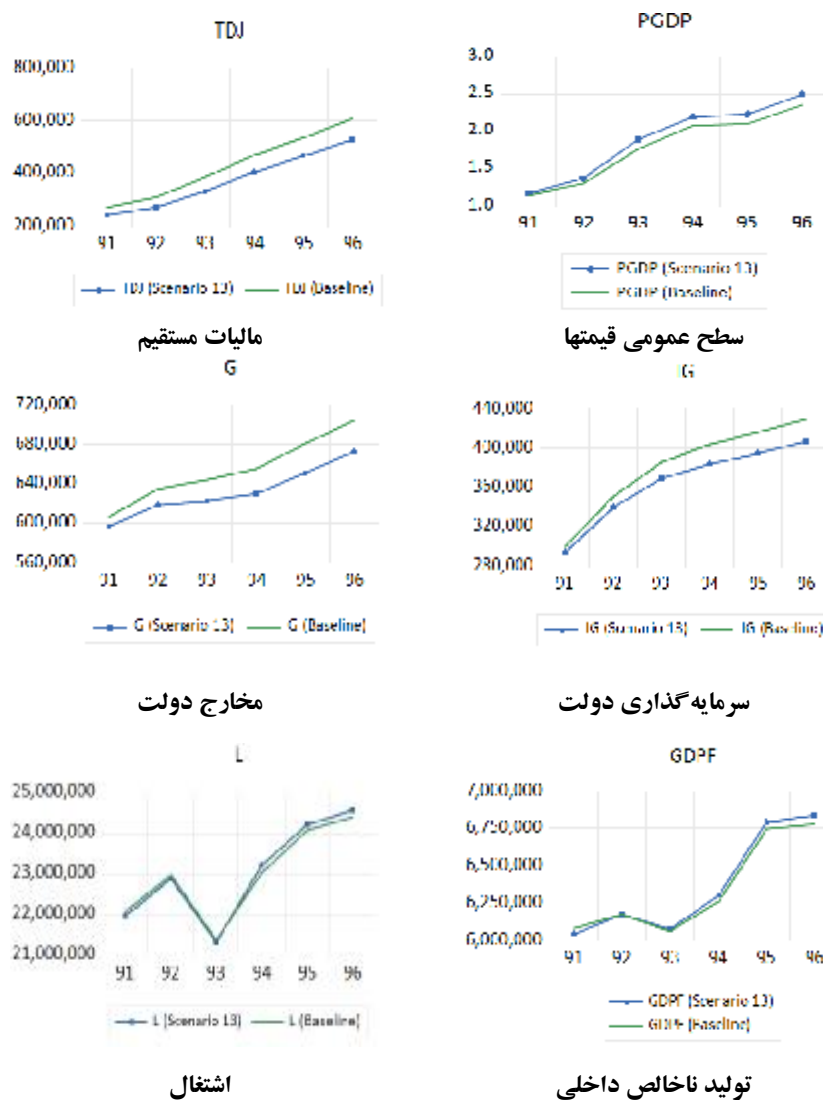 TDJ
800,000
600,000
400,000
200,000
91 92 93 94 95 96
TDJ (Scenario 13) TDJ (Baseline)
مالیات مستقیم
PGDP
3.0
2.5
2.0
1.5
1.0
91 92 93 94 95 96
PGDP (Scenario 13)
PGDP (Baseline)
سطح عمومی قیمتها
G
720,000
680,000
640,000
600,000
560,000
91 92 93 94 95 96
G (Scenario 13) G (Baseline)
مخارج دولت
IG
440,000
400,000
360,000
320,000
280,000
91 92 93 94 95 96
IG (Scenario 13) IG (Baseline)
سرمایه‌گذاری دولت
L
25,000,000
24,000,000
23,000,000
22,000,000
21,000,000
91 92 93 94 95 96
L (Scenario 13) L (Baseline)
اشتغال
GDPF
7,000,000
6,750,000
6,500,000
6,250,000
6,000,000
91 92 93 94 95 96
GDPF (Scenario 13)
GDPF (Baseline)
تولید ناخالص داخلی